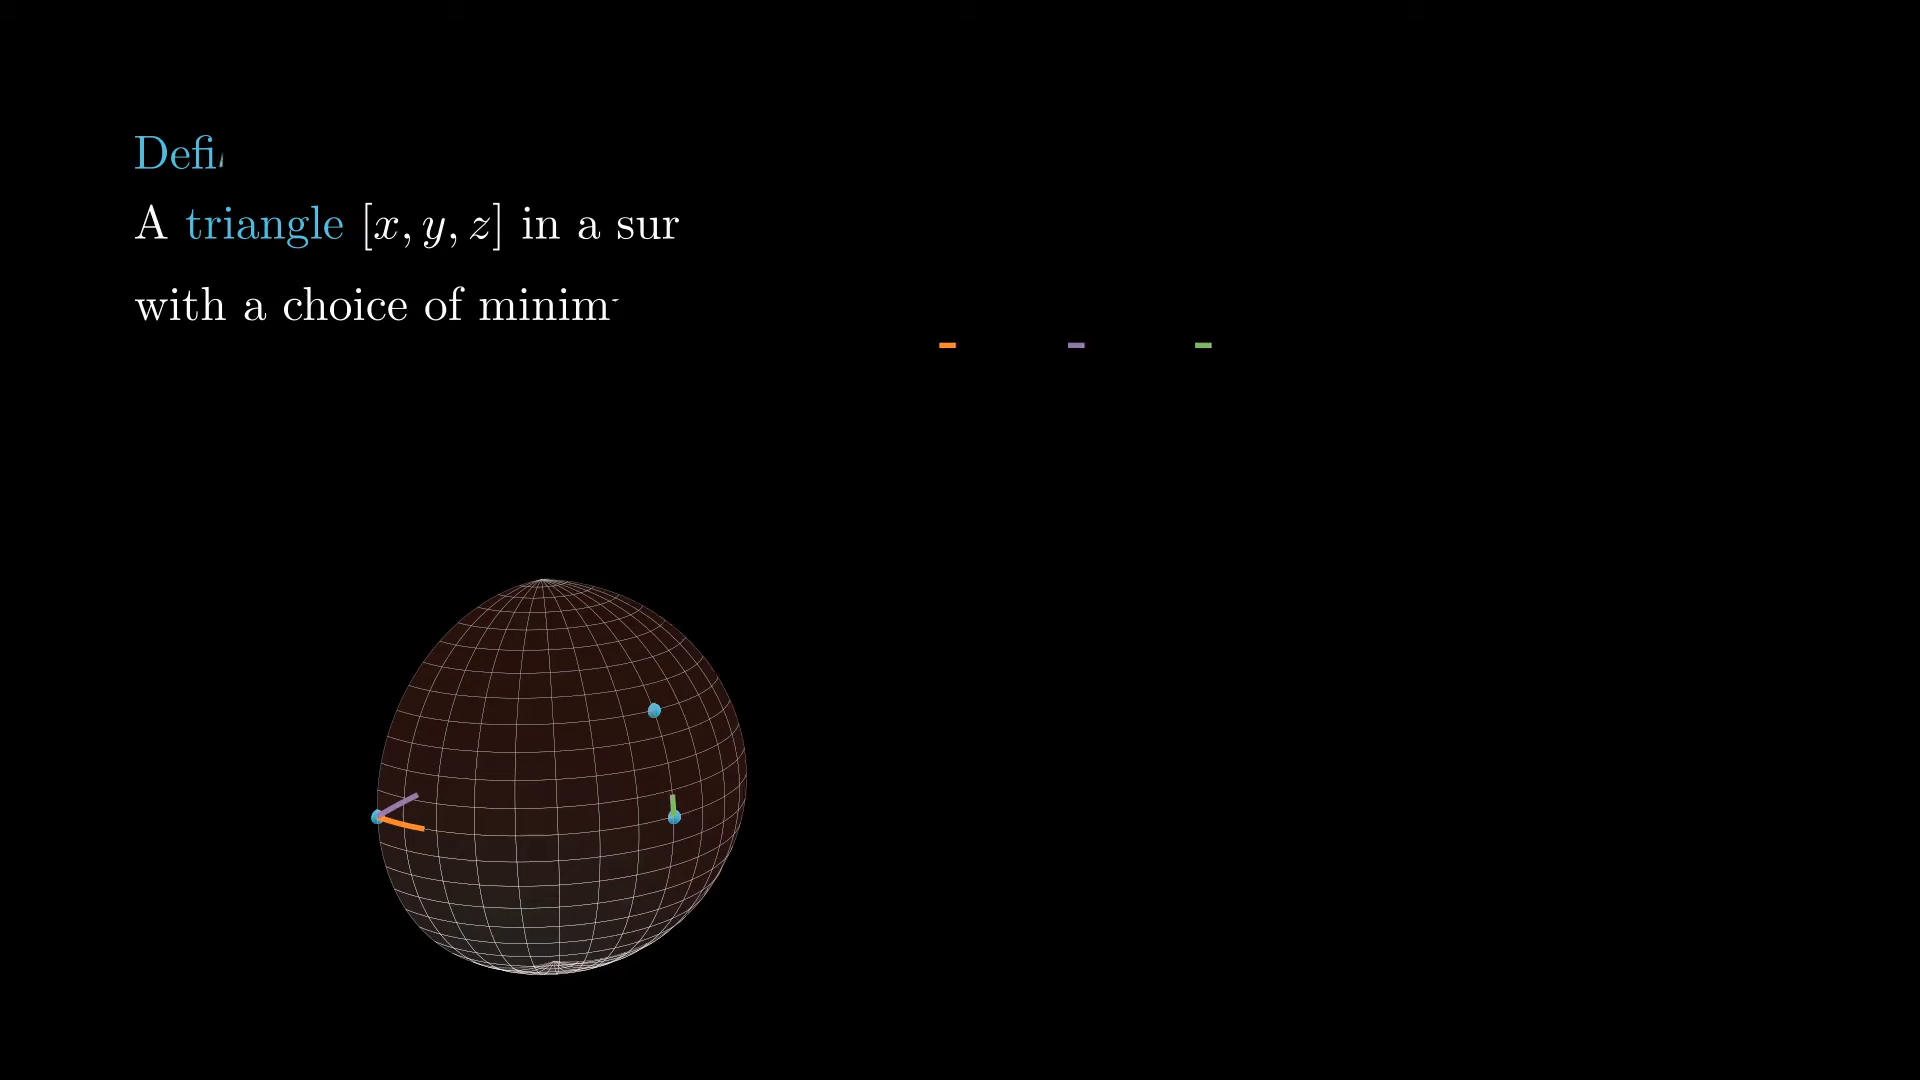 Defi
A triangle [x, y, z] in a sur
with a choice of minim